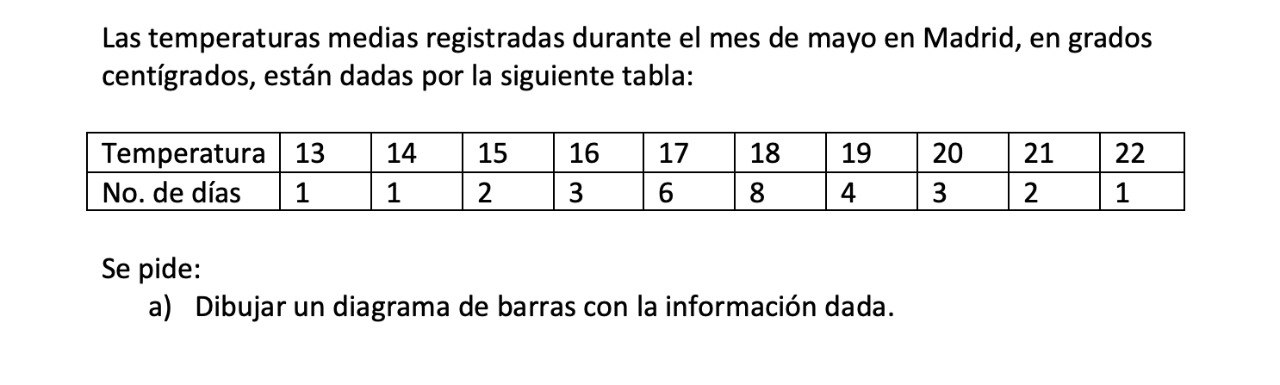 Las temperaturas medias registradas durante el mes de mayo en Madrid, en grados
centígrados, están dadas por la siguiente tabla:
Temperatura 13 14 15 16 17 18 19 20 21 22
No. de días 1 1 2 3 6 8 4 3 2 1
Se pide:
a) Dibujar un diagrama de barras con la información dada.